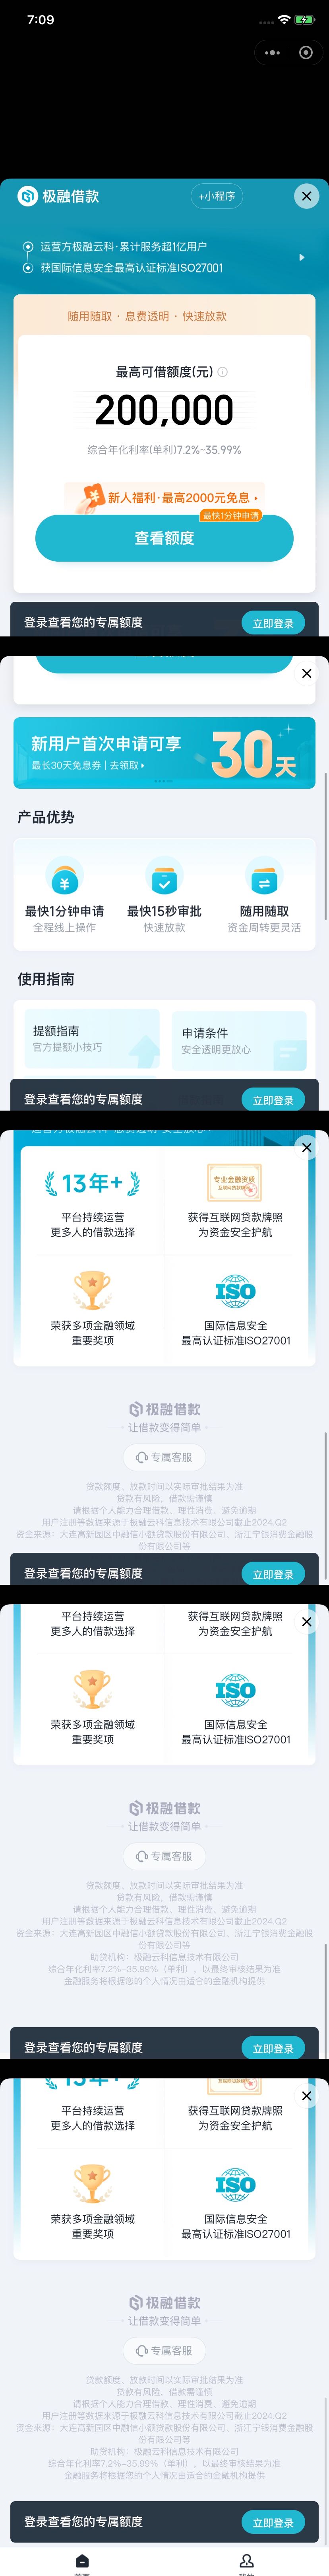 7:09
极融借款
+小程序
运营方极融云科·累计服务超1亿用户
获国际信息安全最高认证标准ISO27001
随用随取 · 息费透明 · 快速放款
最高可借额度(元)
200,000
综合年化利率(单利)7.2%~35.99%
新人福利·最高2000元免息
最快1分钟申请
查看额度
登录查看您的专属额度
立即登录
新用户首次申请可享
30天
最长30天免息券 | 去领取
产品优势
最快1分钟申请
最快15秒审批
随用随取
全程线上操作
快速放款
资金周转更灵活
使用指南
提额指南
申请条件
官方提额小技巧
安全透明更放心
登录查看您的专属额度
立即登录
13年+
专业金融资质
平台持续运营
获得互联网贷款牌照
更多人的借款选择
为资金安全护航
ISO
荣获多项金融领域
国际信息安全
重要奖项
最高认证标准ISO27001
极融借款
让借款变得简单
专属客服
贷款额度、放款时间以实际审批结果为准
贷款有风险，借款需谨慎
请根据个人能力合理借款、理性消费、避免逾期
用户注册等数据来源于极融云科信息技术有限公司截止2024.Q2
资金来源：大连高新园区中融信小额贷款股份有限公司、浙江宁银消费金融股
份有限公司等
登录查看您的专属额度
立即登录
平台持续运营
获得互联网贷款牌照
更多人的借款选择
为资金安全护航
ISO
荣获多项金融领域
国际信息安全
重要奖项
最高认证标准ISO27001
极融借款
让借款变得简单
专属客服
贷款额度、放款时间以实际审批结果为准
贷款有风险，借款需谨慎
请根据个人能力合理借款、理性消费、避免逾期
用户注册等数据来源于极融云科信息技术有限公司截止2024.Q2
资金来源：大连高新园区中融信小额贷款股份有限公司、浙江宁银消费金融股
份有限公司等
助贷机构：极融云科信息技术有限公司
综合年化利率7.2%-35.99%（单利），以最终审核结果为准
金融服务将根据您的个人情况由适合的金融机构提供
登录查看您的专属额度
立即登录
平台持续运营
获得互联网贷款牌照
更多人的借款选择
为资金安全护航
ISO
荣获多项金融领域
国际信息安全
重要奖项
最高认证标准ISO27001
极融借款
让借款变得简单
专属客服
贷款额度、放款时间以实际审批结果为准
贷款有风险，借款需谨慎
请根据个人能力合理借款、理性消费、避免逾期
用户注册等数据来源于极融云科信息技术有限公司截止2024.Q2
资金来源：大连高新园区中融信小额贷款股份有限公司、浙江宁银消费金融股
份有限公司等
助贷机构：极融云科信息技术有限公司
综合年化利率7.2%-35.99%（单利），以最终审核结果为准
金融服务将根据您的个人情况由适合的金融机构提供
登录查看您的专属额度
立即登录